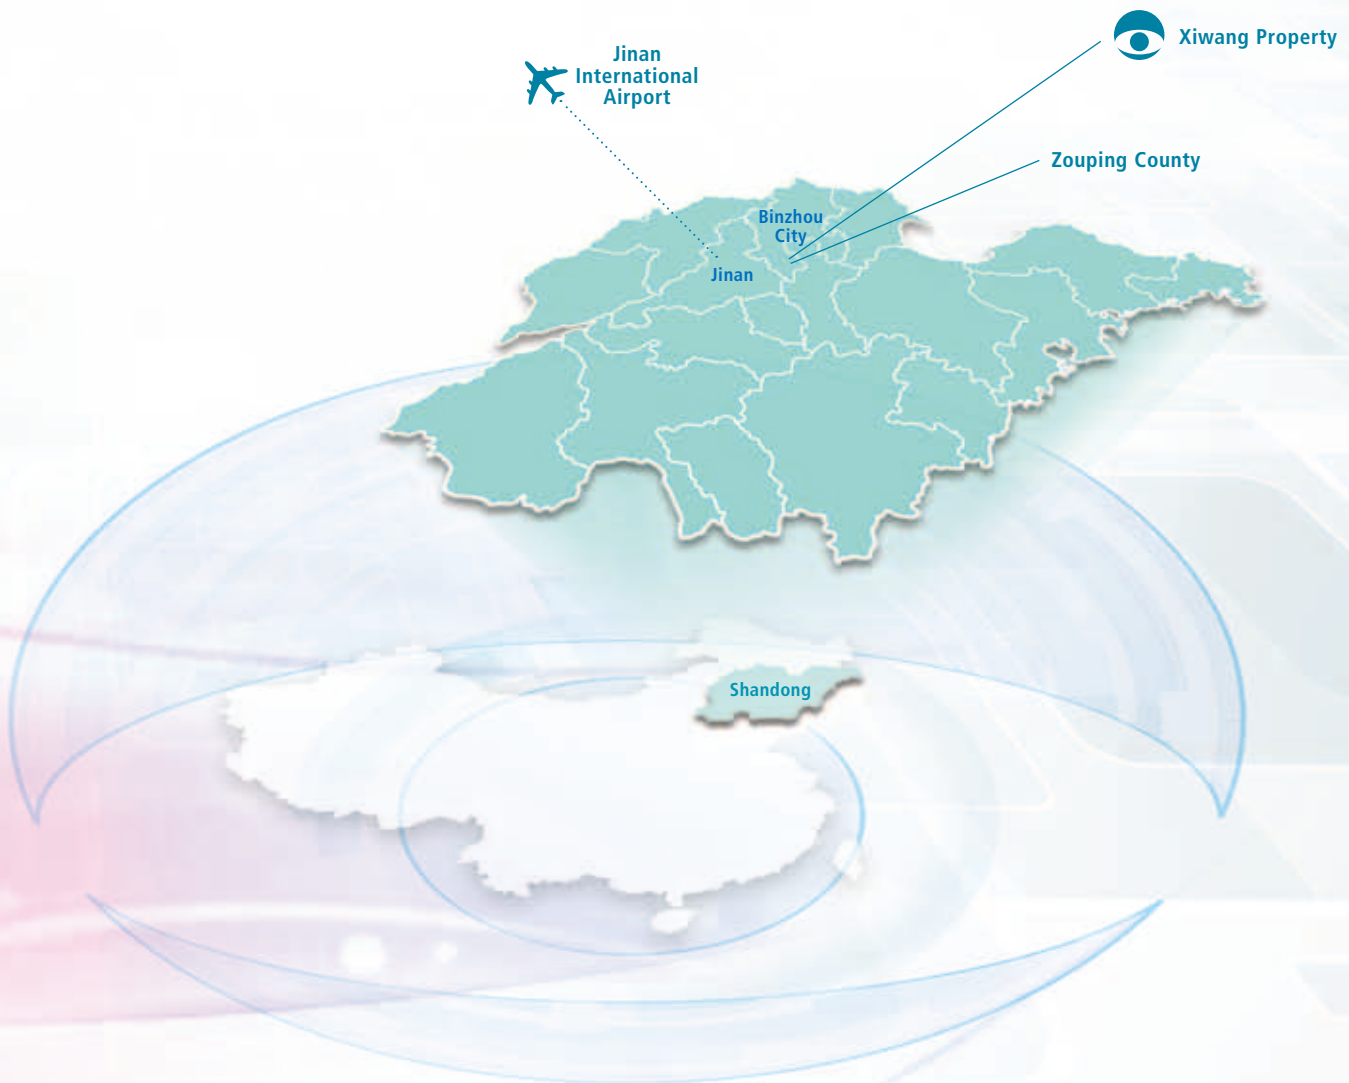 Xiwang Property
Jinan
International
Airport
Zouping County
Binzhou
City
Jinan
Shandong